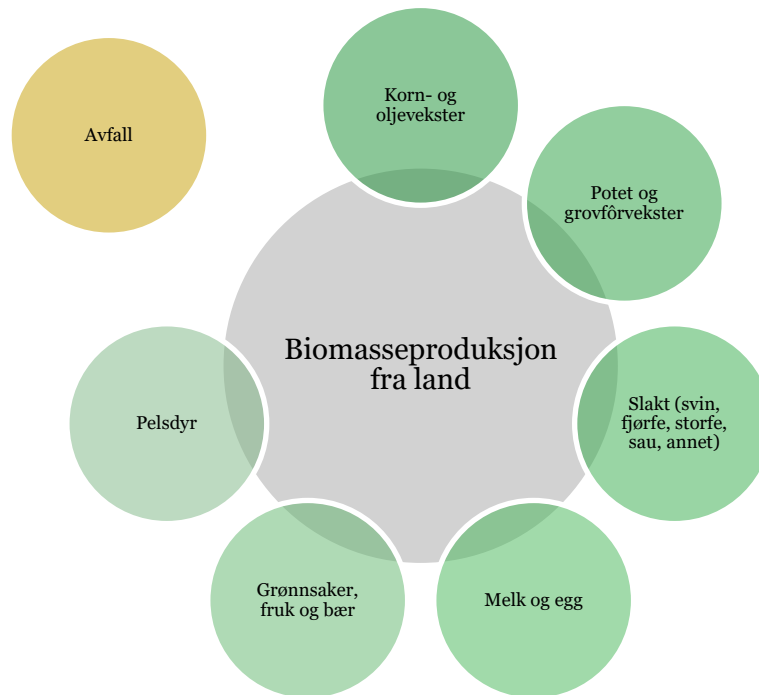 Avfall
Korn- og
oljevekster
Potet og
grovfôrvekster
Biomasseproduksjon
fra land
Pelsdyr
Slakt (svin,
fjørfe, storfe,
sau, annet)
Grønnsaker,
fruk og bær
Melk og egg